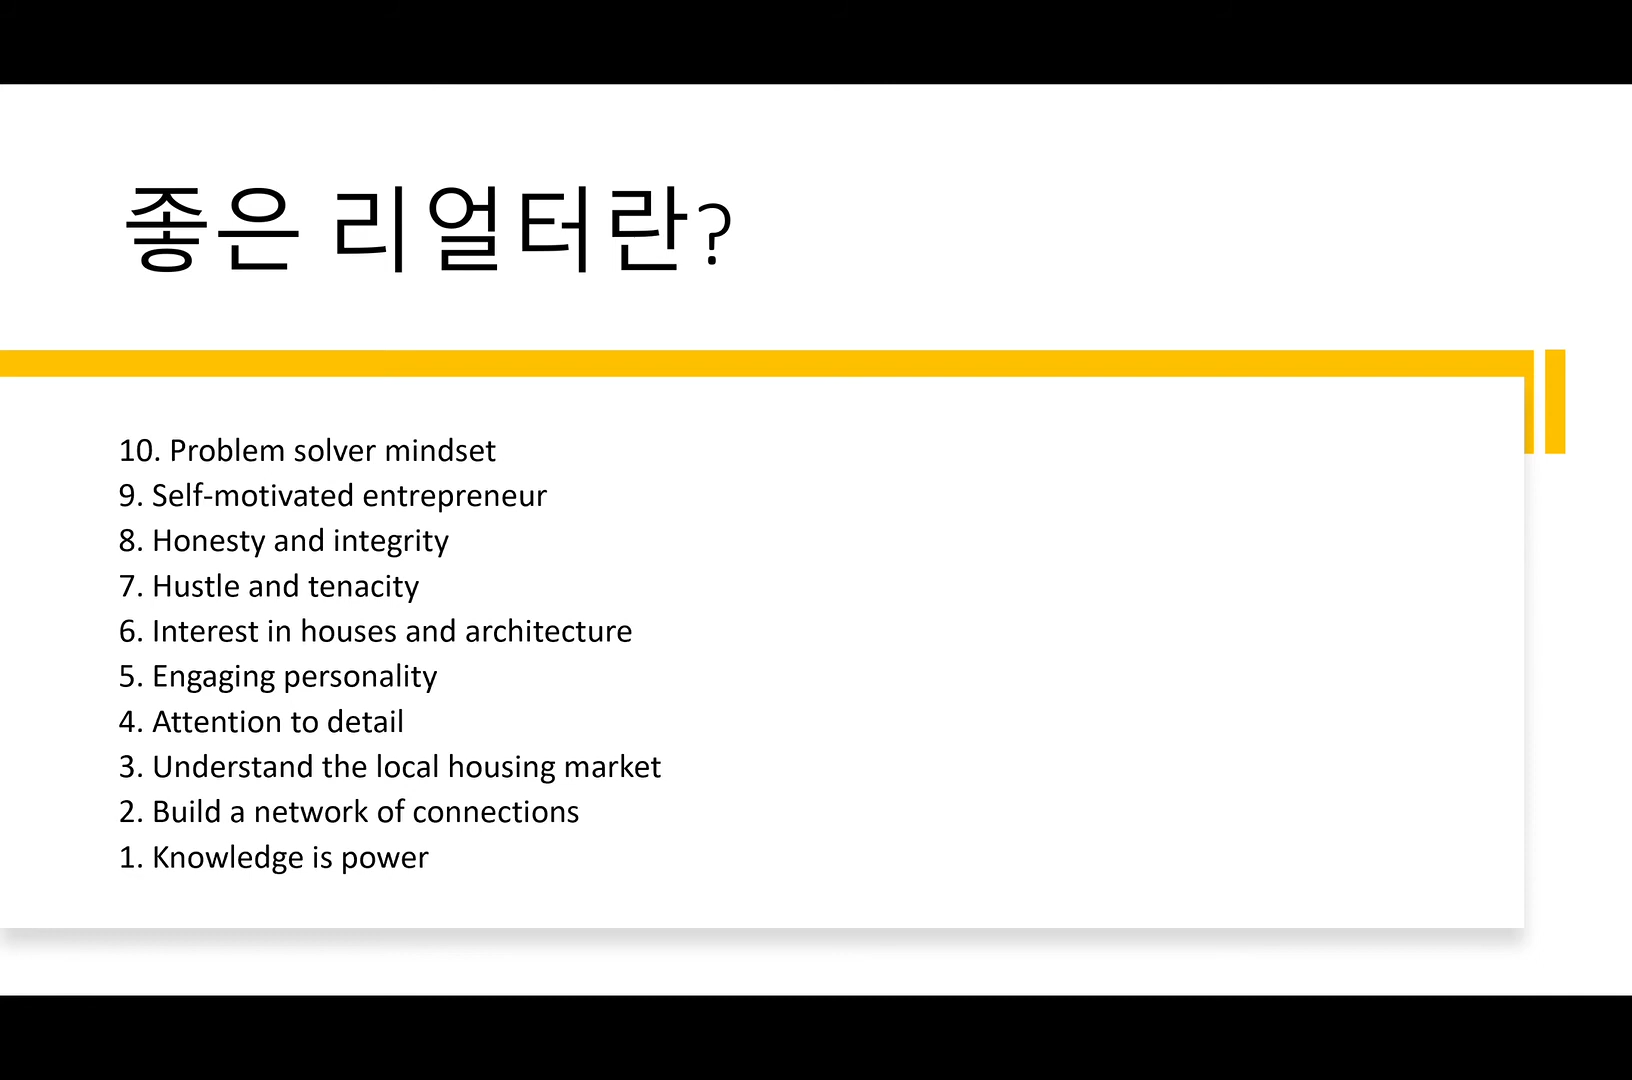 좋은 리얼터란?
10. Problem solver mindset
9. Self-motivated entrepreneur
8. Honesty and integrity
7. Hustle and tenacity
6. Interest in houses and architecture
5. Engaging personality
4. Attention to detail
3. Understand the local housing market
2. Build a network of connections
1. Knowledge is power